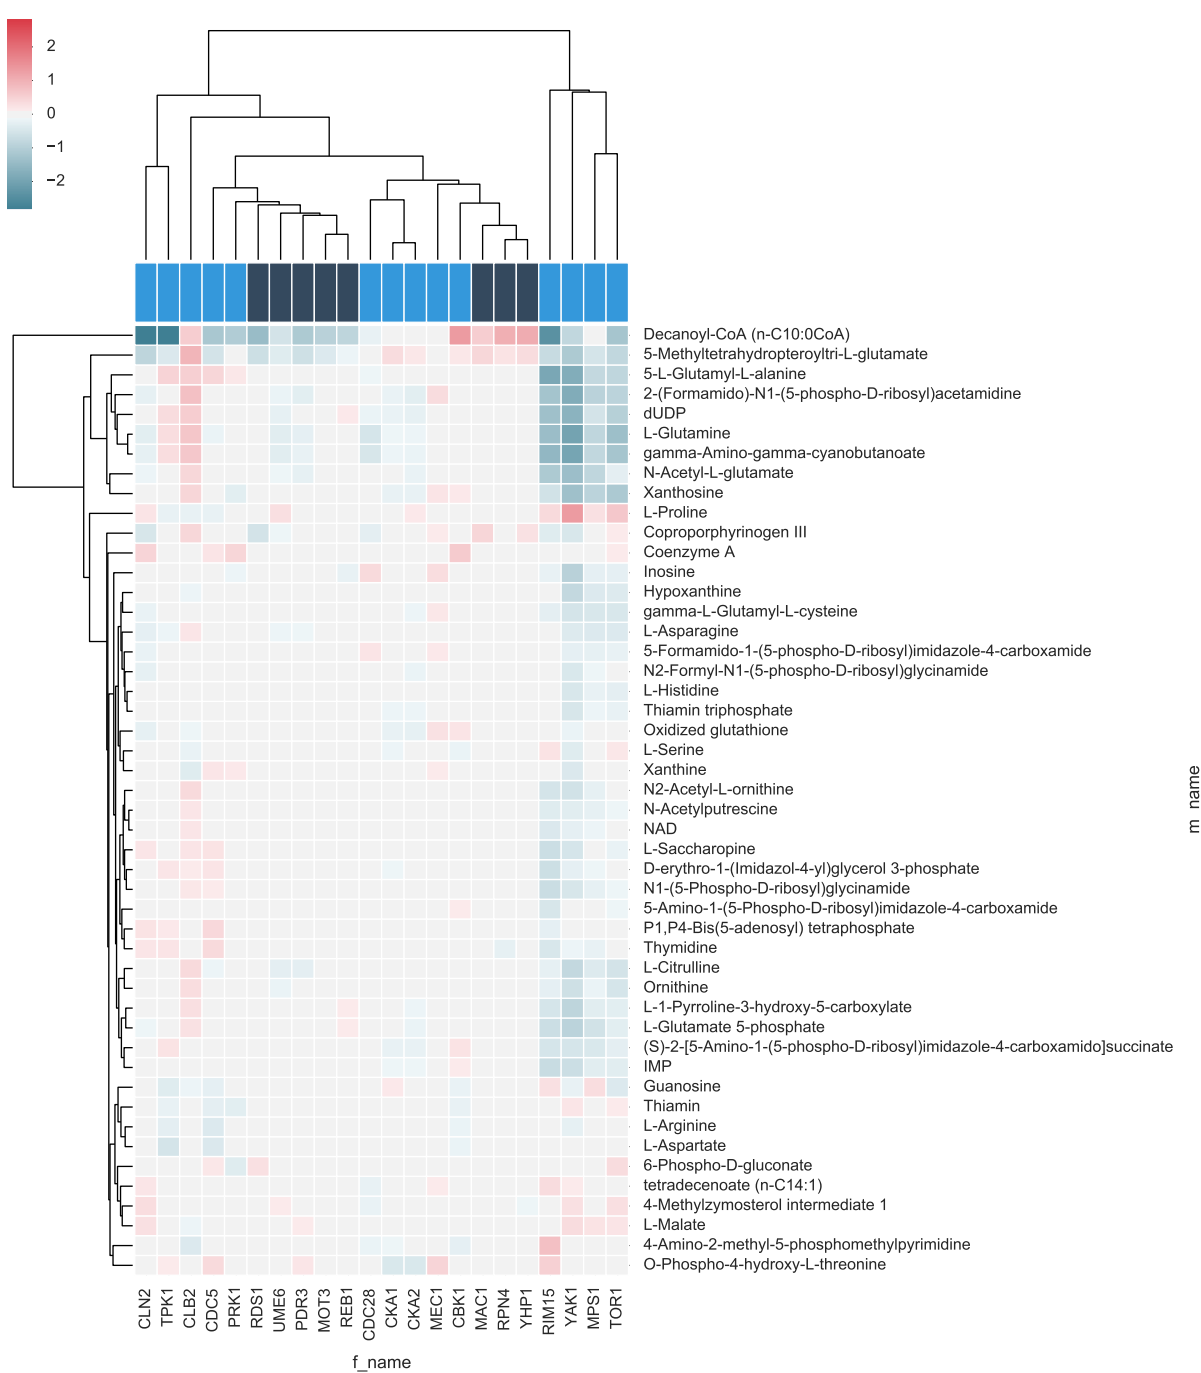 2
1
0
−1
−2
Decanoyl-CoA (n-C10:0CoA)
5-Methyltetrahydropteroyltri-L-glutamate
5-L-Glutamyl-L-alanine
2-(Formamido)-N1-(5-phospho-D-ribosyl)acetamidine
dUDP
L-Glutamine
gamma-Amino-gamma-cyanobutanoate
N-Acetyl-L-glutamate
Xanthosine
L-Proline
Coproporphyrinogen III
Coenzyme A
Inosine
Hypoxanthine
gamma-L-Glutamyl-L-cysteine
L-Asparagine
5-Formamido-1-(5-phospho-D-ribosyl)imidazole-4-carboxamide
N2-Formyl-N1-(5-phospho-D-ribosyl)glycinamide
L-Histidine
Thiamin triphosphate
Oxidized glutathione
L-Serine
Xanthine
N2-Acetyl-L-ornithine
N-Acetylputrescine
NAD
L-Saccharopine
D-erythro-1-(Imidazol-4-yl)glycerol 3-phosphate
N1-(5-Phospho-D-ribosyl)glycinamide
5-Amino-1-(5-Phospho-D-ribosyl)imidazole-4-carboxamide
P1,P4-Bis(5-adenosyl) tetraphosphate
Thymidine
L-Citrulline
Ornithine
L-1-Pyrroline-3-hydroxy-5-carboxylate
L-Glutamate 5-phosphate
(S)-2-[5-Amino-1-(5-phospho-D-ribosyl)imidazole-4-carboxamido]succinate
IMP
Guanosine
Thiamin
L-Arginine
L-Aspartate
6-Phospho-D-gluconate
tetradecenoate (n-C14:1)
4-Methylzymosterol intermediate 1
L-Malate
4-Amino-2-methyl-5-phosphomethylpyrimidine
O-Phospho-4-hydroxy-L-threonine
m_name
CLN2
TPK1
CLB2
CDC5
PRK1
RDS1
UME6
PDR3
MOT3
REB1
CDC28
CKA1
CKA2
MEC1
CBK1
MAC1
RPN4
YHP1
RIM15
YAK1
MPS1
TOR1
f_name